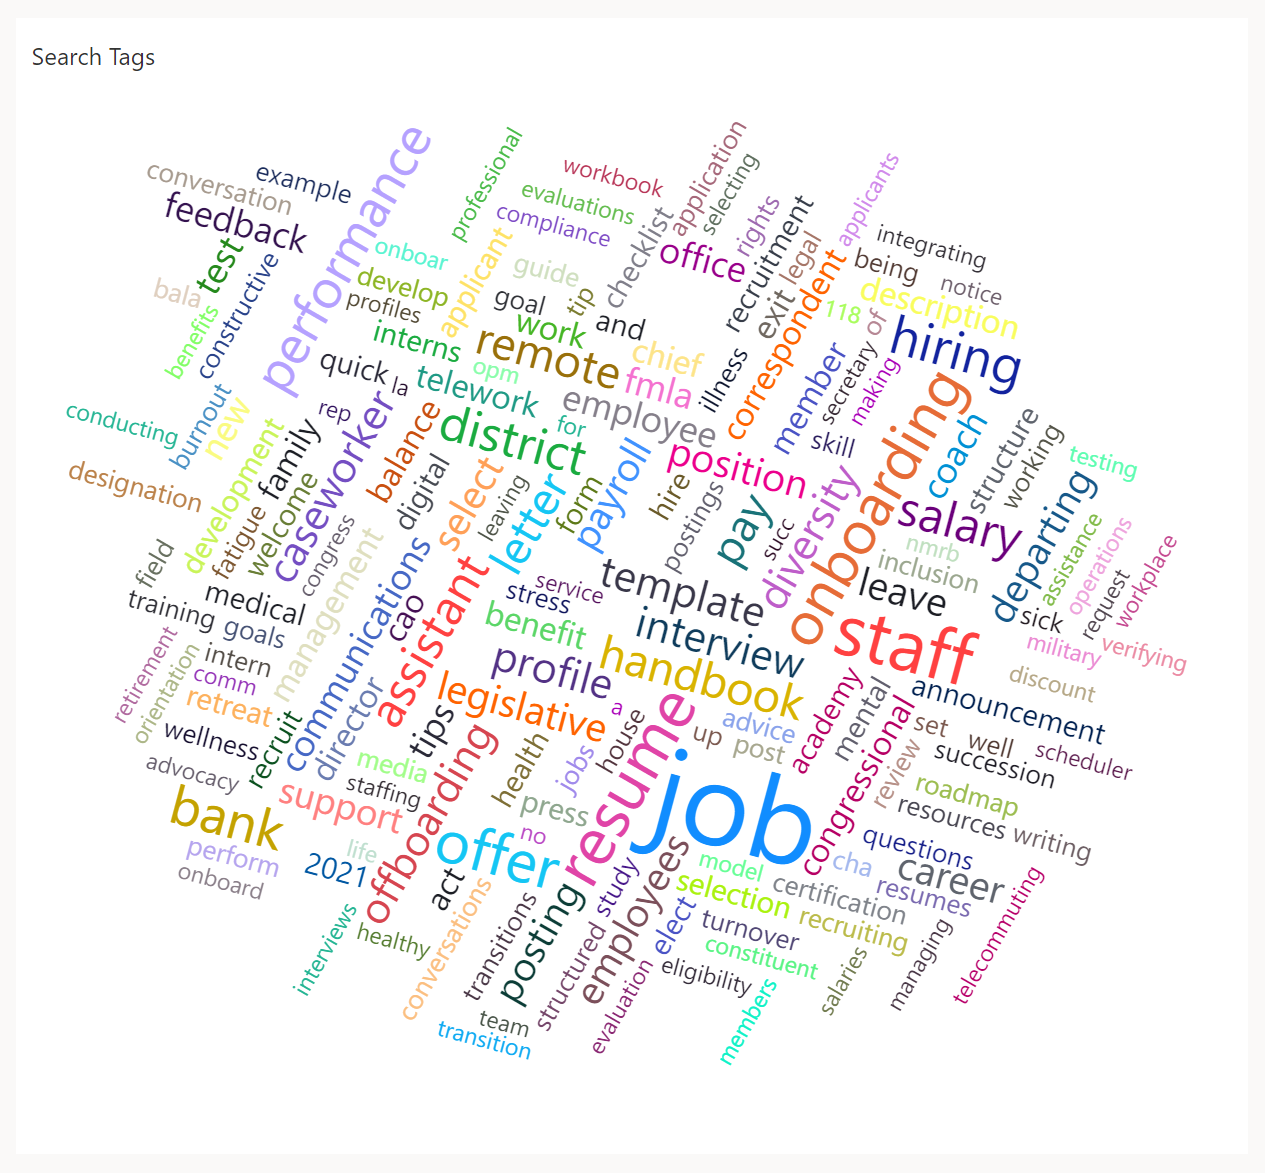 Search Tags
performance
professional
workbook
application
selecting
conversation
example
evaluations
compliance
checklist
rights
recruitment
applicants
feedback
test
constructive
onboar
applicant
guide
office
legal
integrating
being
notice
bala
benefits
develop
profiles
goal
tip
and
exit
correspondent
118
of
description
hiring
interns
work
remote
chief
quick
la
telework
opm
fmla
illness
member
secretary
making
conducting
burnout
new
rep
caseworker
balance
district
for
employee
skill
onboarding
coach
structure
working
testing
designation
development
family
digital
select
leaving
letter
form
payroll
hire
position
postings
pay
succ
diversity
salary
departing
fatigue
welcome
congress
nmrb
inclusion
assistance
operations
workplace
field
training
medical
goals
management
communications
cao
assistant
stress
service
template
leave
sick
request
military
verifying
retirement
orientation
intern
comm
retreat
benefit
interview
staff
discount
profile
handbook
wellness
recruit
director
tips
legislative
a
house
resume
advice
up
post
academy
mental
congressional
announcement
set
well
scheduler
advocacy
media
staffing
offboarding
health
jobs
job
review
succession
bank
support
press
no
offer
roadmap
resources
writing
perform
onboard
life
2021
act
study
employees
model
selection
certification
cha
questions
career
resumes
interviews
healthy
conversations
transitions
posting
structured
elect
turnover
recruiting
constituent
telecommuting
managing
salaries
eligibility
evaluation
members
team
transition